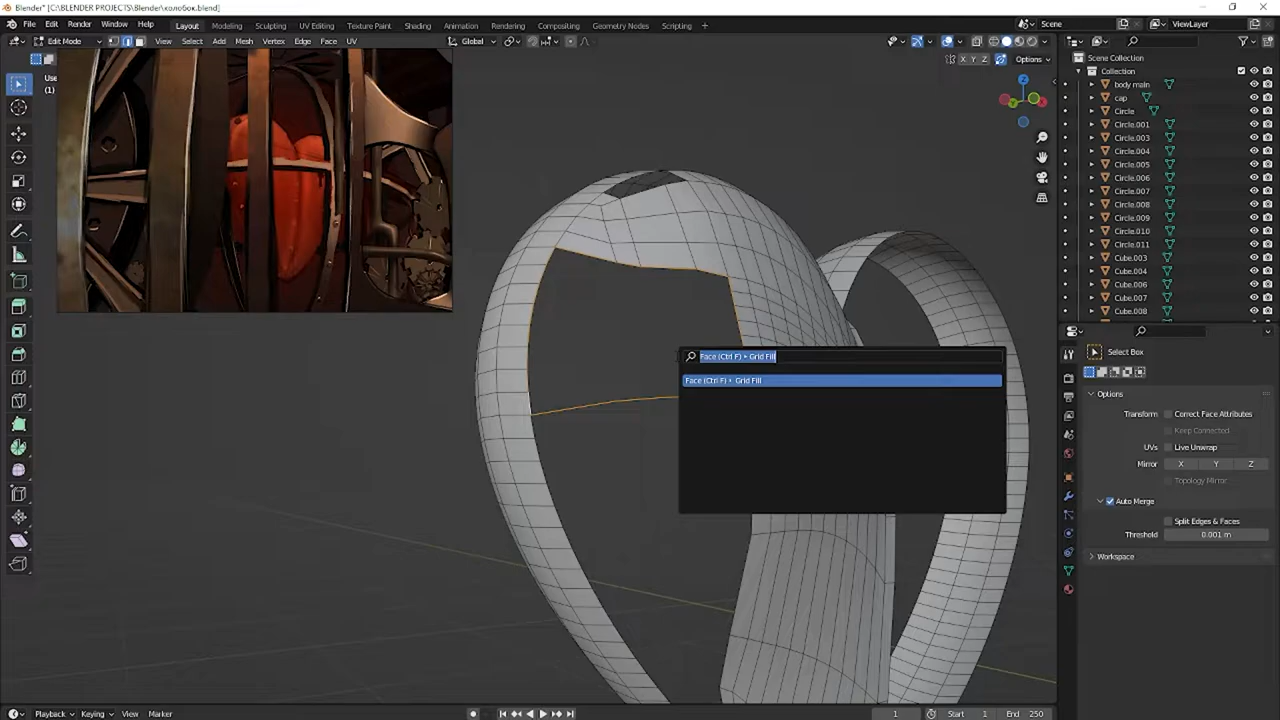 Blender* [C:\BLENDER PROJECTS\Blender\колобок.blend]
File Edit Render Window Help Layout Modeling Sculpting UV Editing Texture Paint Shading Animation Rendering Compositing Geometry Nodes Scripting + Scene ViewLayer
Edit Mode View Select Add Mesh Vertex Edge Face UV Global
X Y Z Options
Use
(1)
Scene Collection
Collection
body main
cap
Circle
Circle.001
Circle.003
Circle.004
Circle.005
Circle.006
Circle.007
Circle.008
Circle.009
Circle.010
Circle.011
Cube.003
Cube.004
Cube.006
Cube.007
Cube.008
Face (Ctrl F) ▸ Grid Fill
Face (Ctrl F) ▸ Grid Fill
Select Box
Options
Transform Correct Face Attributes
Keep Connected
UVs Live Unwrap
Mirror X Y Z
Topology Mirror
Auto Merge
Split Edges & Faces
Threshold 0.001 m
Workspace
Playback Keying View Marker 1 Start 1 End 250